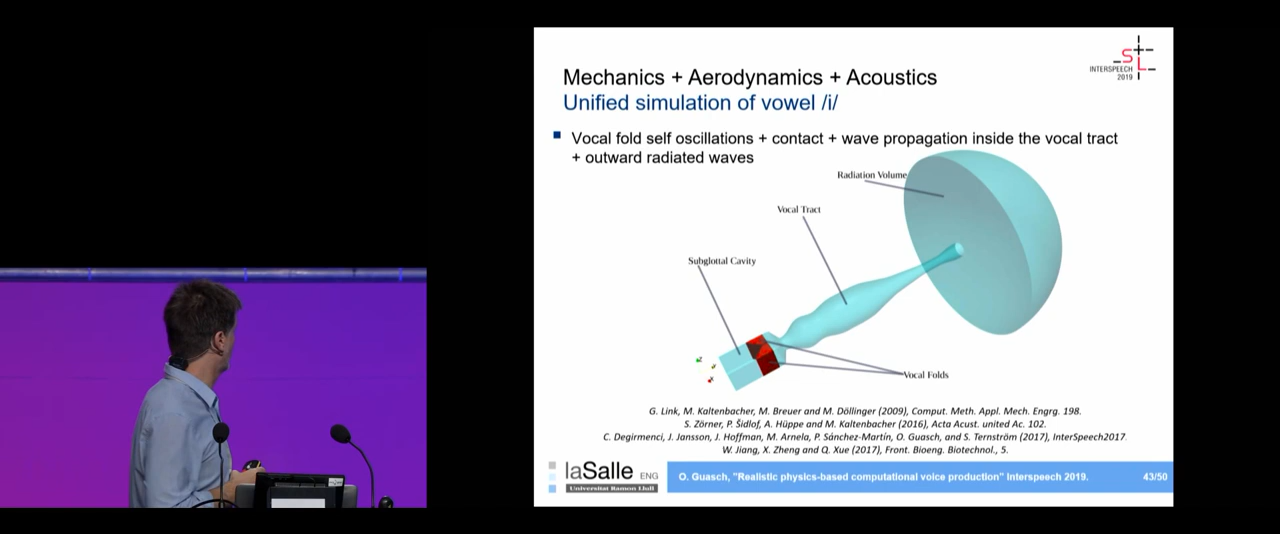 INTERSPEECH
2019
Mechanics + Aerodynamics + Acoustics
Unified simulation of vowel /i/
Vocal fold self oscillations + contact + wave propagation inside the vocal tract
+ outward radiated waves
Radiation Volume
Vocal Tract
Subglottal Cavity
Vocal Folds
G. Link, M. Kaltenbacher, M. Breuer and M. Döllinger (2009), Comput. Meth. Appl. Mech. Engrg. 198.
S. Zörner, P. Šidlof, A. Hüppe and M. Kaltenbacher (2016), Acta Acust. united Ac. 102.
C. Degirmenci, J. Jansson, J. Hoffman, M. Arnela, P. Sánchez-Martín, O. Guasch, and S. Ternström (2017), InterSpeech2017.
W. Jiang, X. Zheng and Q. Xue (2017), Front. Bioeng. Biotechnol., 5.
laSalle ENG
Universitat Ramon Llull
O. Guasch, "Realistic physics-based computational voice production" Interspeech 2019.
43/50